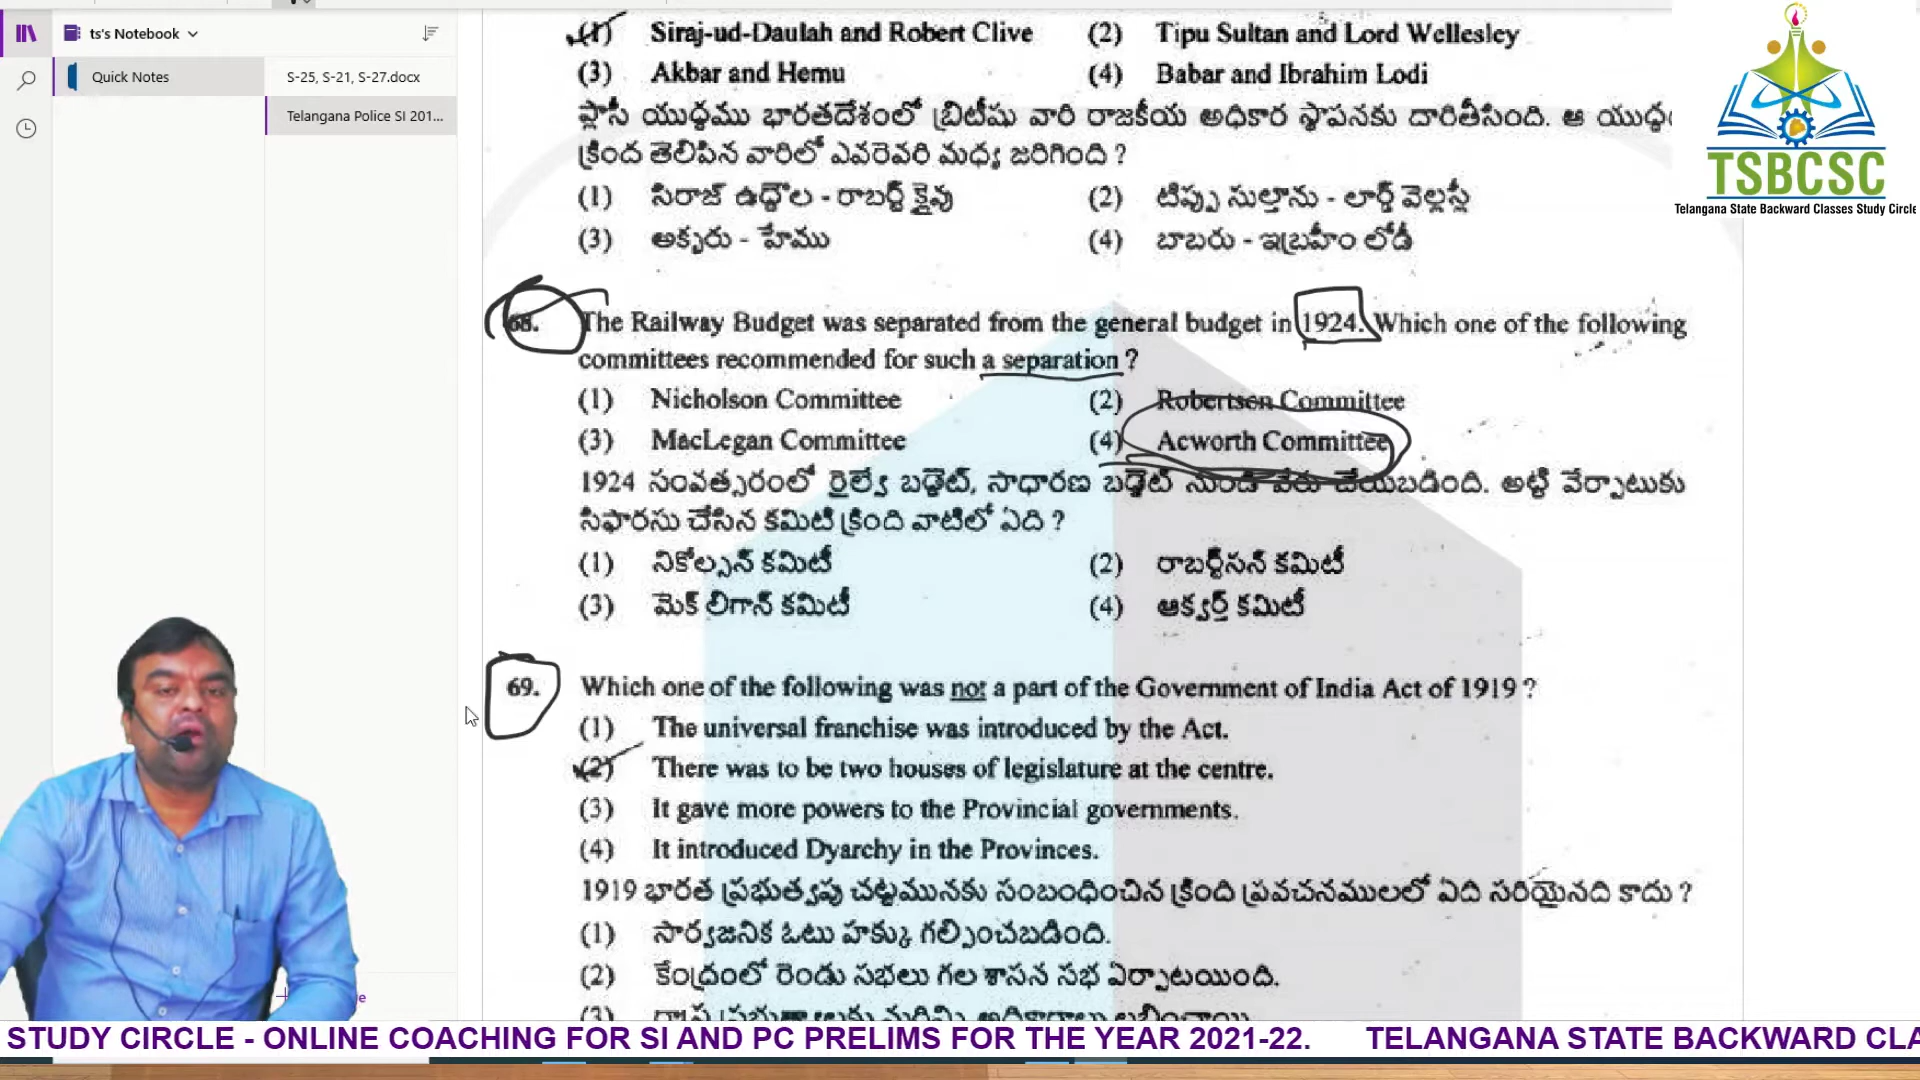 ts's Notebook
Quick Notes
S-25, S-21, S-27.docx
Telangana Police SI 201...
(1) Siraj-ud-Daulah and Robert Clive (2) Tipu Sultan and Lord Wellesley
(3) Akbar and Hemu (4) Babar and Ibrahim Lodi
ప్లాసీ యుద్ధము భారతదేశంలో బ్రిటీషు వారి రాజకీయ అధికార స్థాపనకు దారితీసింది. ఆ
క్రింద తెలిపిన వారిలో ఎవరెవరి మధ్య జరిగింది ?
(1) సిరాజ్ ఉద్దౌల - రాబర్ట్ క్లైవు (2) టిప్పు సుల్తాను - లార్డ్ వెల్లస్లీ
(3) అక్బరు - హేము (4) బాబరు - ఇబ్రహీం లోడీ
68. The Railway Budget was separated from the general budget in 1924. Which one of the following
committees recommended for such a separation ?
(1) Nicholson Committee (2) Robertson Committee
(3) MacLegan Committee (4) Acworth Committee
1924 సంవత్సరంలో రైల్వే బడ్జెట్, సాధారణ బడ్జెట్ నుండి వేరు చేయబడింది. అట్టి వేర్పాటుకు
సిఫారసు చేసిన కమిటి క్రింది వాటిలో ఏది ?
(1) నికోల్సన్ కమిటీ (2) రాబర్ట్‌సన్ కమిటీ
(3) మెక్ లీగాన్ కమిటీ (4) ఆక్వర్త్ కమిటీ
69. Which one of the following was not a part of the Government of India Act of 1919 ?
(1) The universal franchise was introduced by the Act.
(2) There was to be two houses of legislature at the centre.
(3) It gave more powers to the Provincial governments.
(4) It introduced Dyarchy in the Provinces.
1919 భారత ప్రభుత్వపు చట్టమునకు సంబంధించిన క్రింది ప్రవచనములలో ఏది సరియైనది కాదు ?
(1) సార్వజనిక ఓటు హక్కు గల్పించబడింది.
(2) కేంద్రంలో రెండు సభలు గల శాసన సభ ఏర్పాటయింది.
TSBCSC
Telangana State Backward Classes Study Circle
STUDY CIRCLE - ONLINE COACHING FOR SI AND PC PRELIMS FOR THE YEAR 2021-22. TELANGANA STATE BACKWARD CLA